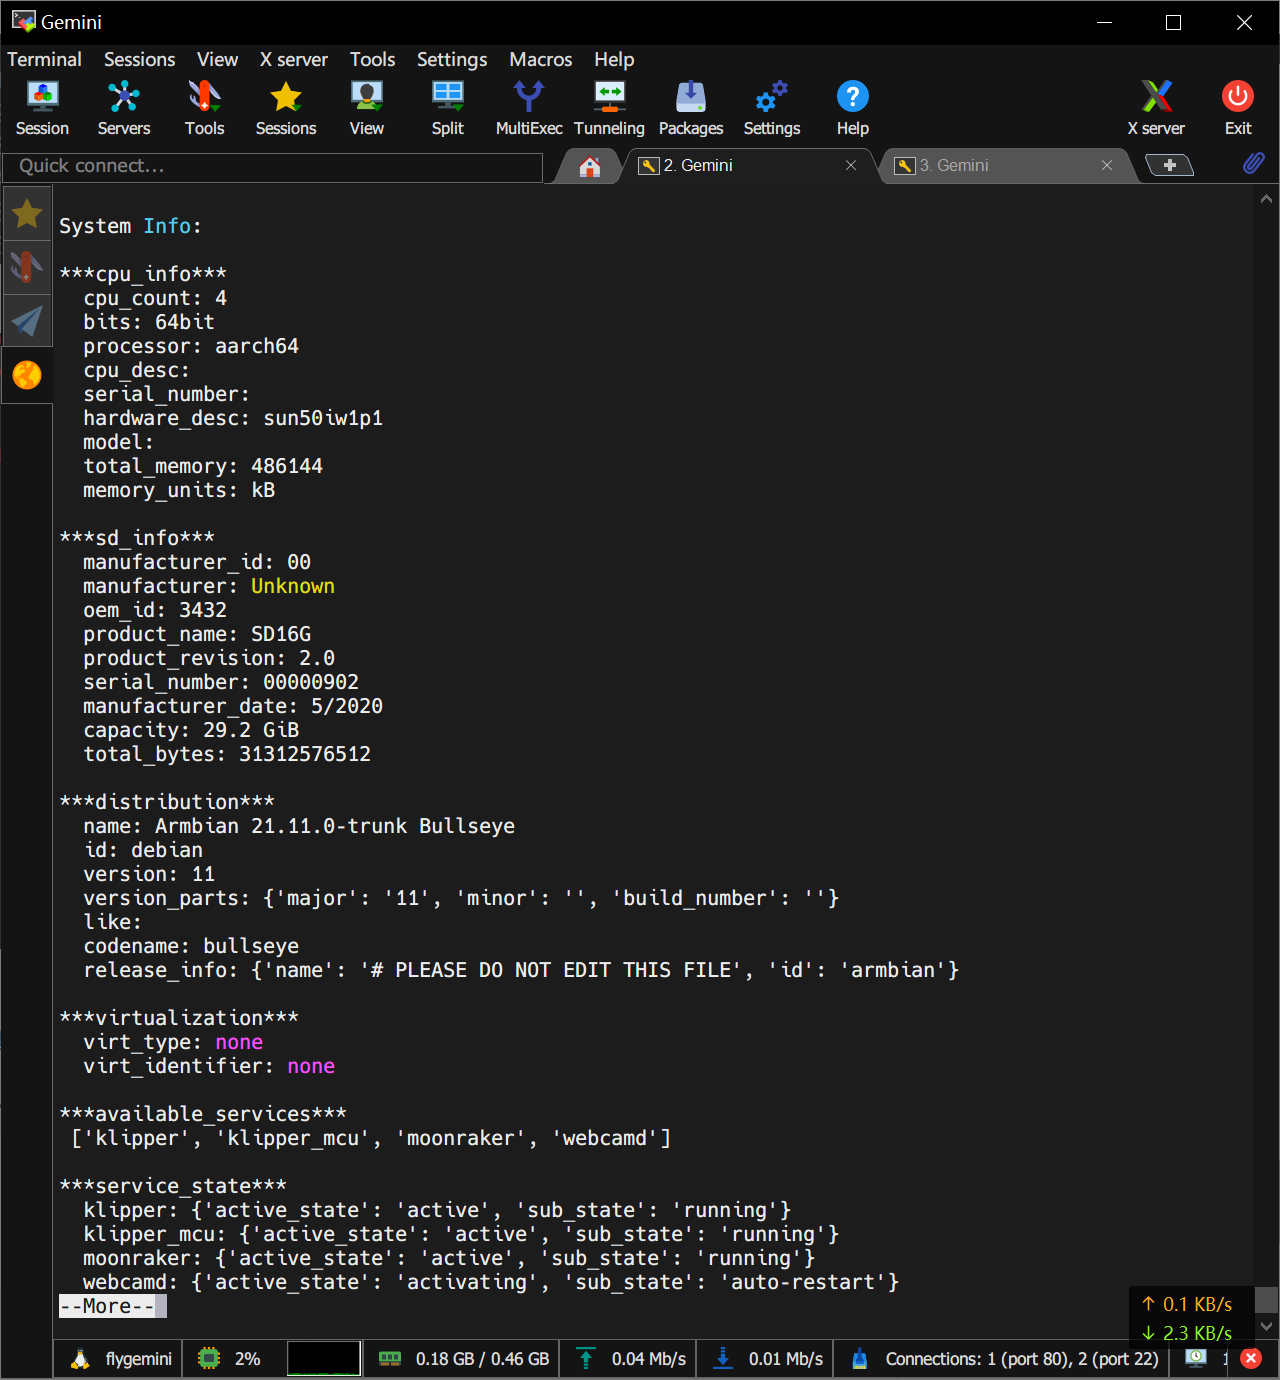 Gemini
Terminal Sessions View X server Tools Settings Macros Help
Session Servers Tools Sessions View Split MultiExec Tunneling Packages Settings Help X server Exit
Quick connect... 2. Gemini 3. Gemini
System Info:
***cpu_info***
cpu_count: 4
bits: 64bit
processor: aarch64
cpu_desc:
serial_number:
hardware_desc: sun50iw1p1
model:
total_memory: 486144
memory_units: kB
***sd_info***
manufacturer_id: 00
manufacturer: Unknown
oem_id: 3432
product_name: SD16G
product_revision: 2.0
serial_number: 00000902
manufacturer_date: 5/2020
capacity: 29.2 GiB
total_bytes: 31312576512
***distribution***
name: Armbian 21.11.0-trunk Bullseye
id: debian
version: 11
version_parts: {'major': '11', 'minor': '', 'build_number': ''}
like:
codename: bullseye
release_info: {'name': '# PLEASE DO NOT EDIT THIS FILE', 'id': 'armbian'}
***virtualization***
virt_type: none
virt_identifier: none
***available_services***
['klipper', 'klipper_mcu', 'moonraker', 'webcamd']
***service_state***
klipper: {'active_state': 'active', 'sub_state': 'running'}
klipper_mcu: {'active_state': 'active', 'sub_state': 'running'}
moonraker: {'active_state': 'active', 'sub_state': 'running'}
webcamd: {'active_state': 'activating', 'sub_state': 'auto-restart'}
--More--
↑ 0.1 KB/s
↓ 2.3 KB/s
flygemini 2% 0.18 GB / 0.46 GB 0.04 Mb/s 0.01 Mb/s Connections: 1 (port 80), 2 (port 22)